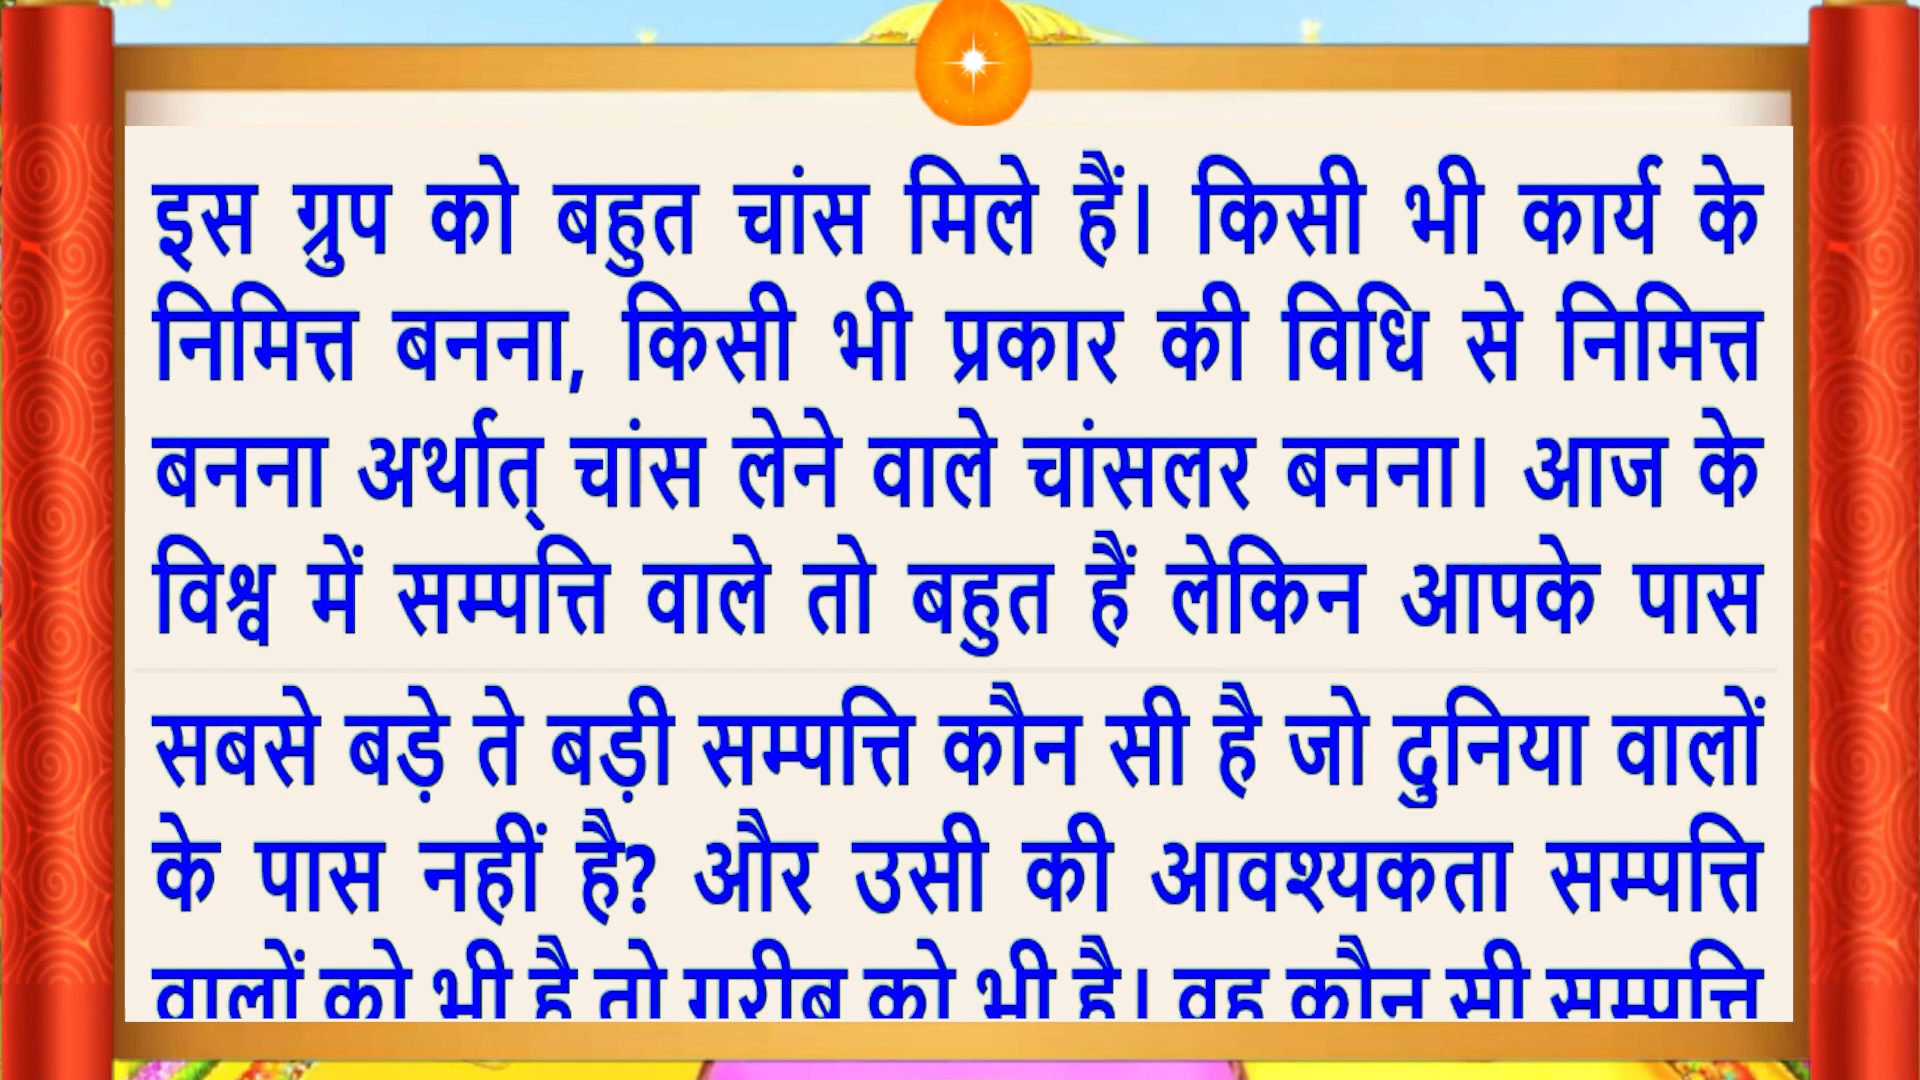 इस ग्रुप को बहुत चांस मिले हैं। किसी भी कार्य के
निमित्त बनना, किसी भी प्रकार की विधि से निमित्त
बनना अर्थात् चांस लेने वाले चांसलर बनना। आज के
विश्व में सम्पत्ति वाले तो बहुत हैं लेकिन आपके पास
सबसे बड़े ते बड़ी सम्पत्ति कौन सी है जो दुनिया वालों
के पास नहीं है? और उसी की आवश्यकता सम्पत्ति
वालों को भी है तो गरीब को भी है। वह कौन सी सम्पत्ति